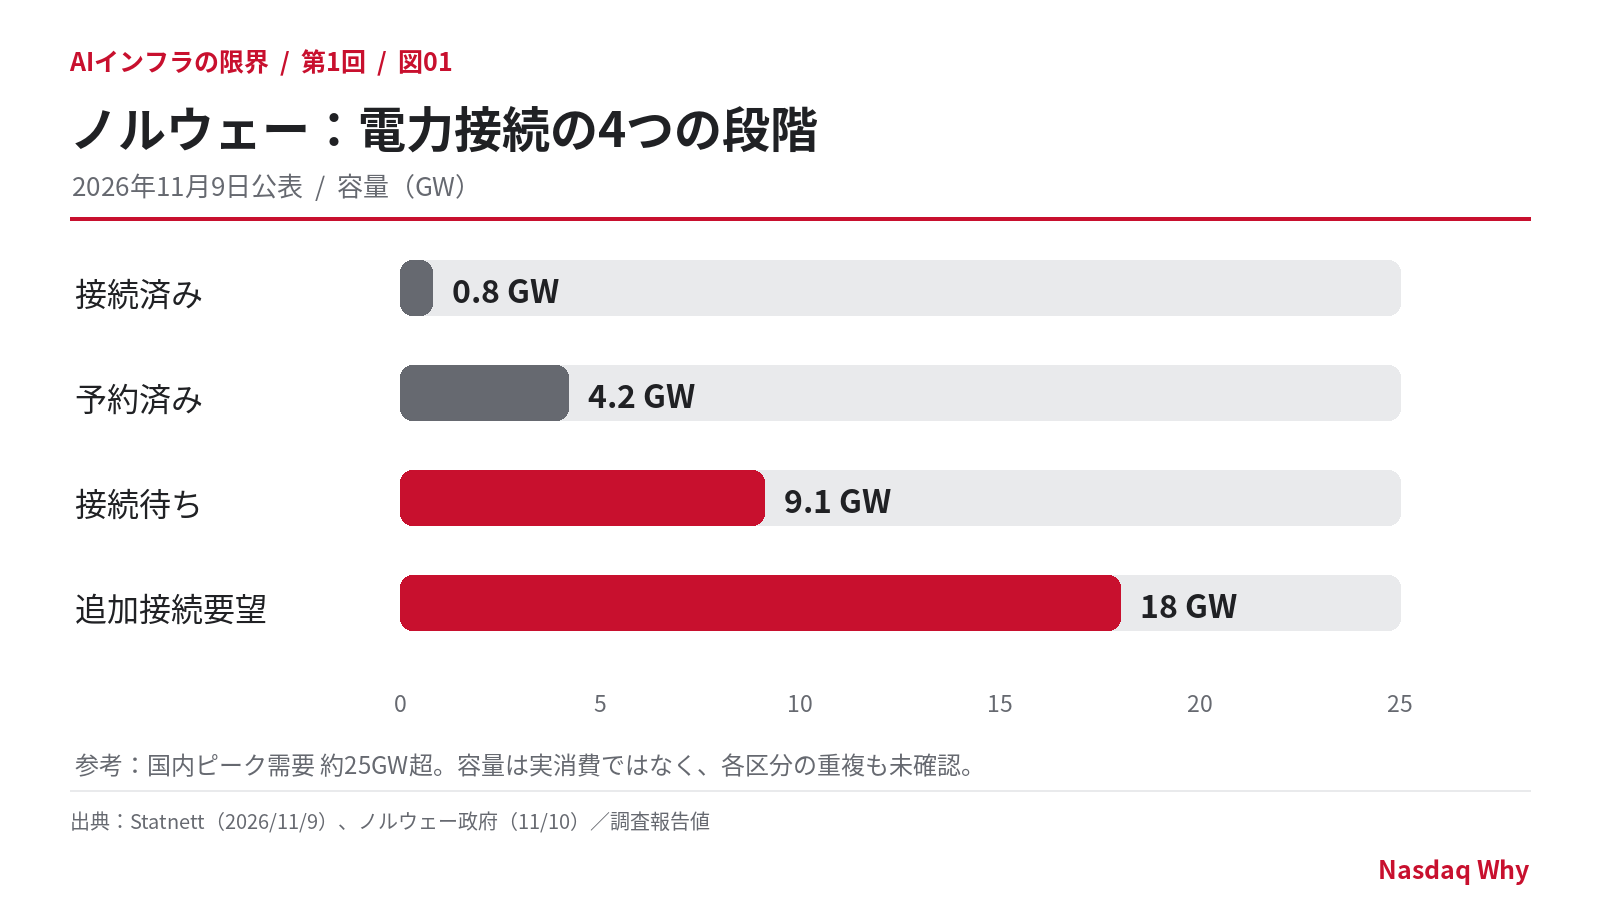 AIインフラの限界 / 第1回 / 図01
ノルウェー：電力接続の4つの段階
2026年11月9日公表 / 容量（GW）
接続済み 0.8 GW
予約済み 4.2 GW
接続待ち 9.1 GW
追加接続要望 18 GW
0 5 10 15 20 25
参考：国内ピーク需要 約25GW超。容量は実消費ではなく、各区分の重複も未確認。
出典：Statnett（2026/11/9）、ノルウェー政府（11/10）／調査報告値
Nasdaq Why